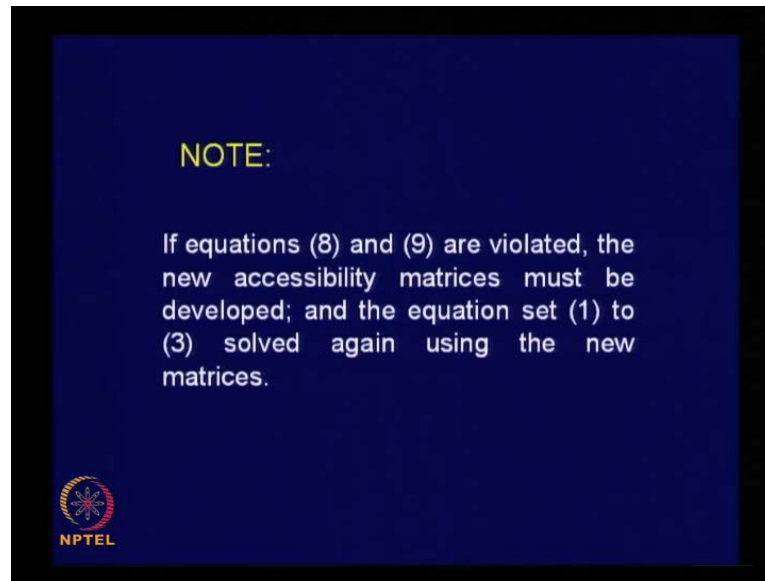 NOTE:
If equations (8) and (9) are violated, the
new accessibility matrices must be
developed; and the equation set (1) to
(3) solved again using the new
matrices.
NPTEL